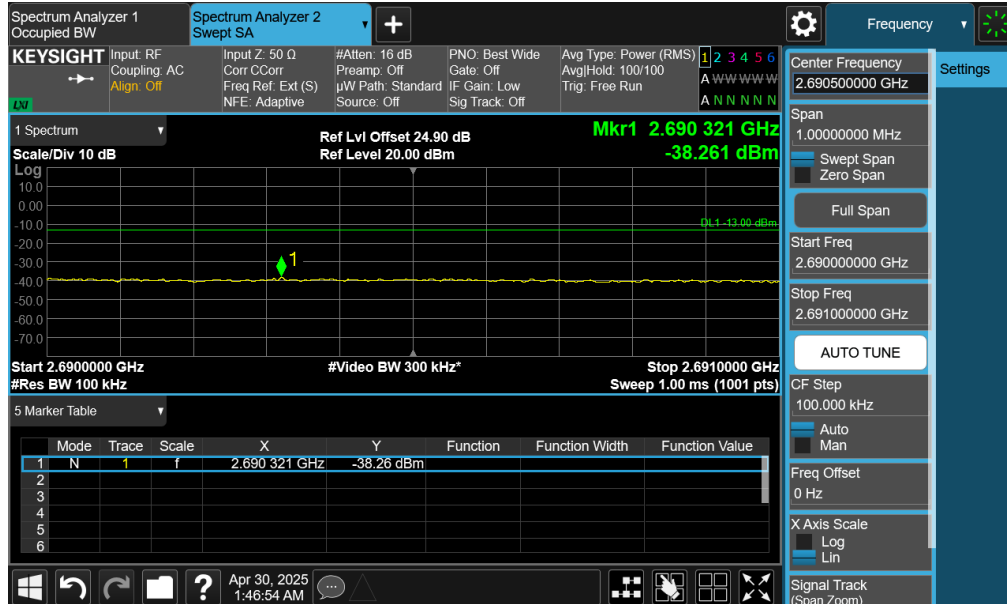 Spectrum Analyzer 1
Occupied BW
Spectrum Analyzer 2
Swept SA
Frequency
KEYSIGHT
LXI
Input: RF
Coupling: AC
Align: Off
Input Z: 50 Ω
Corr CCorr
Freq Ref: Ext (S)
NFE: Adaptive
#Atten: 16 dB
Preamp: Off
µW Path: Standard
Source: Off
PNO: Best Wide
Gate: Off
IF Gain: Low
Sig Track: Off
Avg Type: Power (RMS)
Avg|Hold: 100/100
Trig: Free Run
1 2 3 4 5 6
A W W W W W
A N N N N N
1 Spectrum
Scale/Div 10 dB
Ref Lvl Offset 24.90 dB
Ref Level 20.00 dBm
Mkr1 2.690 321 GHz
-38.261 dBm
Log
10.0
0.00
-10.0
-20.0
-30.0
-40.0
-50.0
-60.0
-70.0
DL1 -13.00 dBm
1
Start 2.6900000 GHz
#Res BW 100 kHz
#Video BW 300 kHz*
Stop 2.6910000 GHz
Sweep 1.00 ms (1001 pts)
5 Marker Table
Mode Trace Scale X Y Function Function Width Function Value
1 N 1 f 2.690 321 GHz -38.26 dBm
2
3
4
5
6
Apr 30, 2025
1:46:54 AM
Center Frequency
2.690500000 GHz
Span
1.00000000 MHz
Swept Span
Zero Span
Full Span
Start Freq
2.690000000 GHz
Stop Freq
2.691000000 GHz
AUTO TUNE
CF Step
100.000 kHz
Auto
Man
Freq Offset
0 Hz
X Axis Scale
Log
Lin
Signal Track
(Span Zoom)
Settings